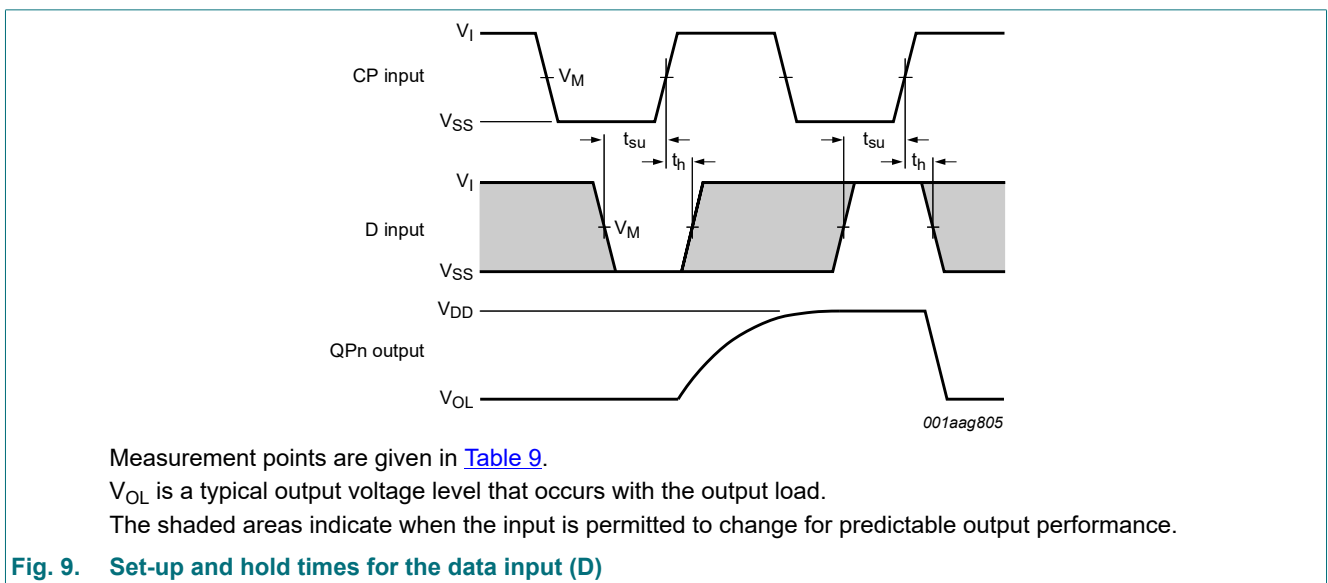 V_I
CP input
V_M
V_SS
t_su
t_h
t_su
t_h
V_I
D input
V_M
V_SS
V_DD
QPn output
V_OL
001aag805
Measurement points are given in Table 9.
V_OL is a typical output voltage level that occurs with the output load.
The shaded areas indicate when the input is permitted to change for predictable output performance.
Fig. 9. Set-up and hold times for the data input (D)